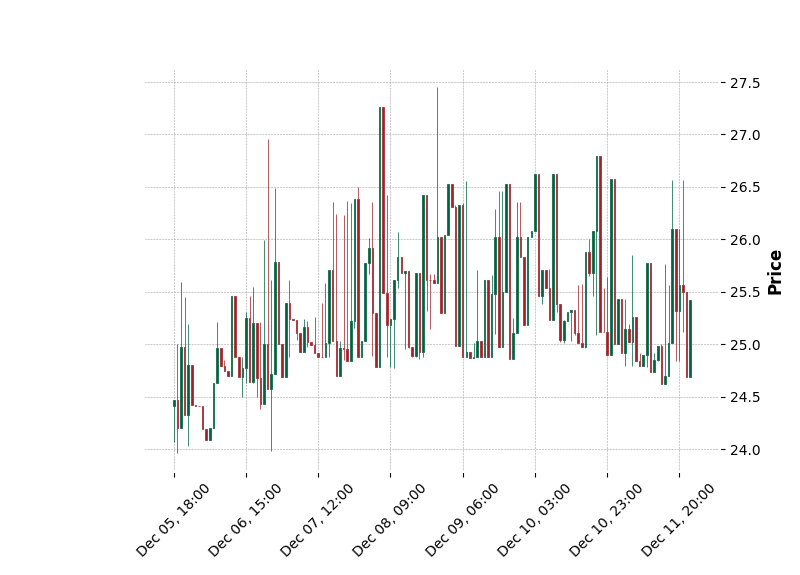 27.5
27.0
26.5
26.0
25.5
25.0
24.5
24.0
Price
Dec 05, 18:00
Dec 06, 15:00
Dec 07, 12:00
Dec 08, 09:00
Dec 09, 06:00
Dec 10, 03:00
Dec 10, 23:00
Dec 11, 20:00